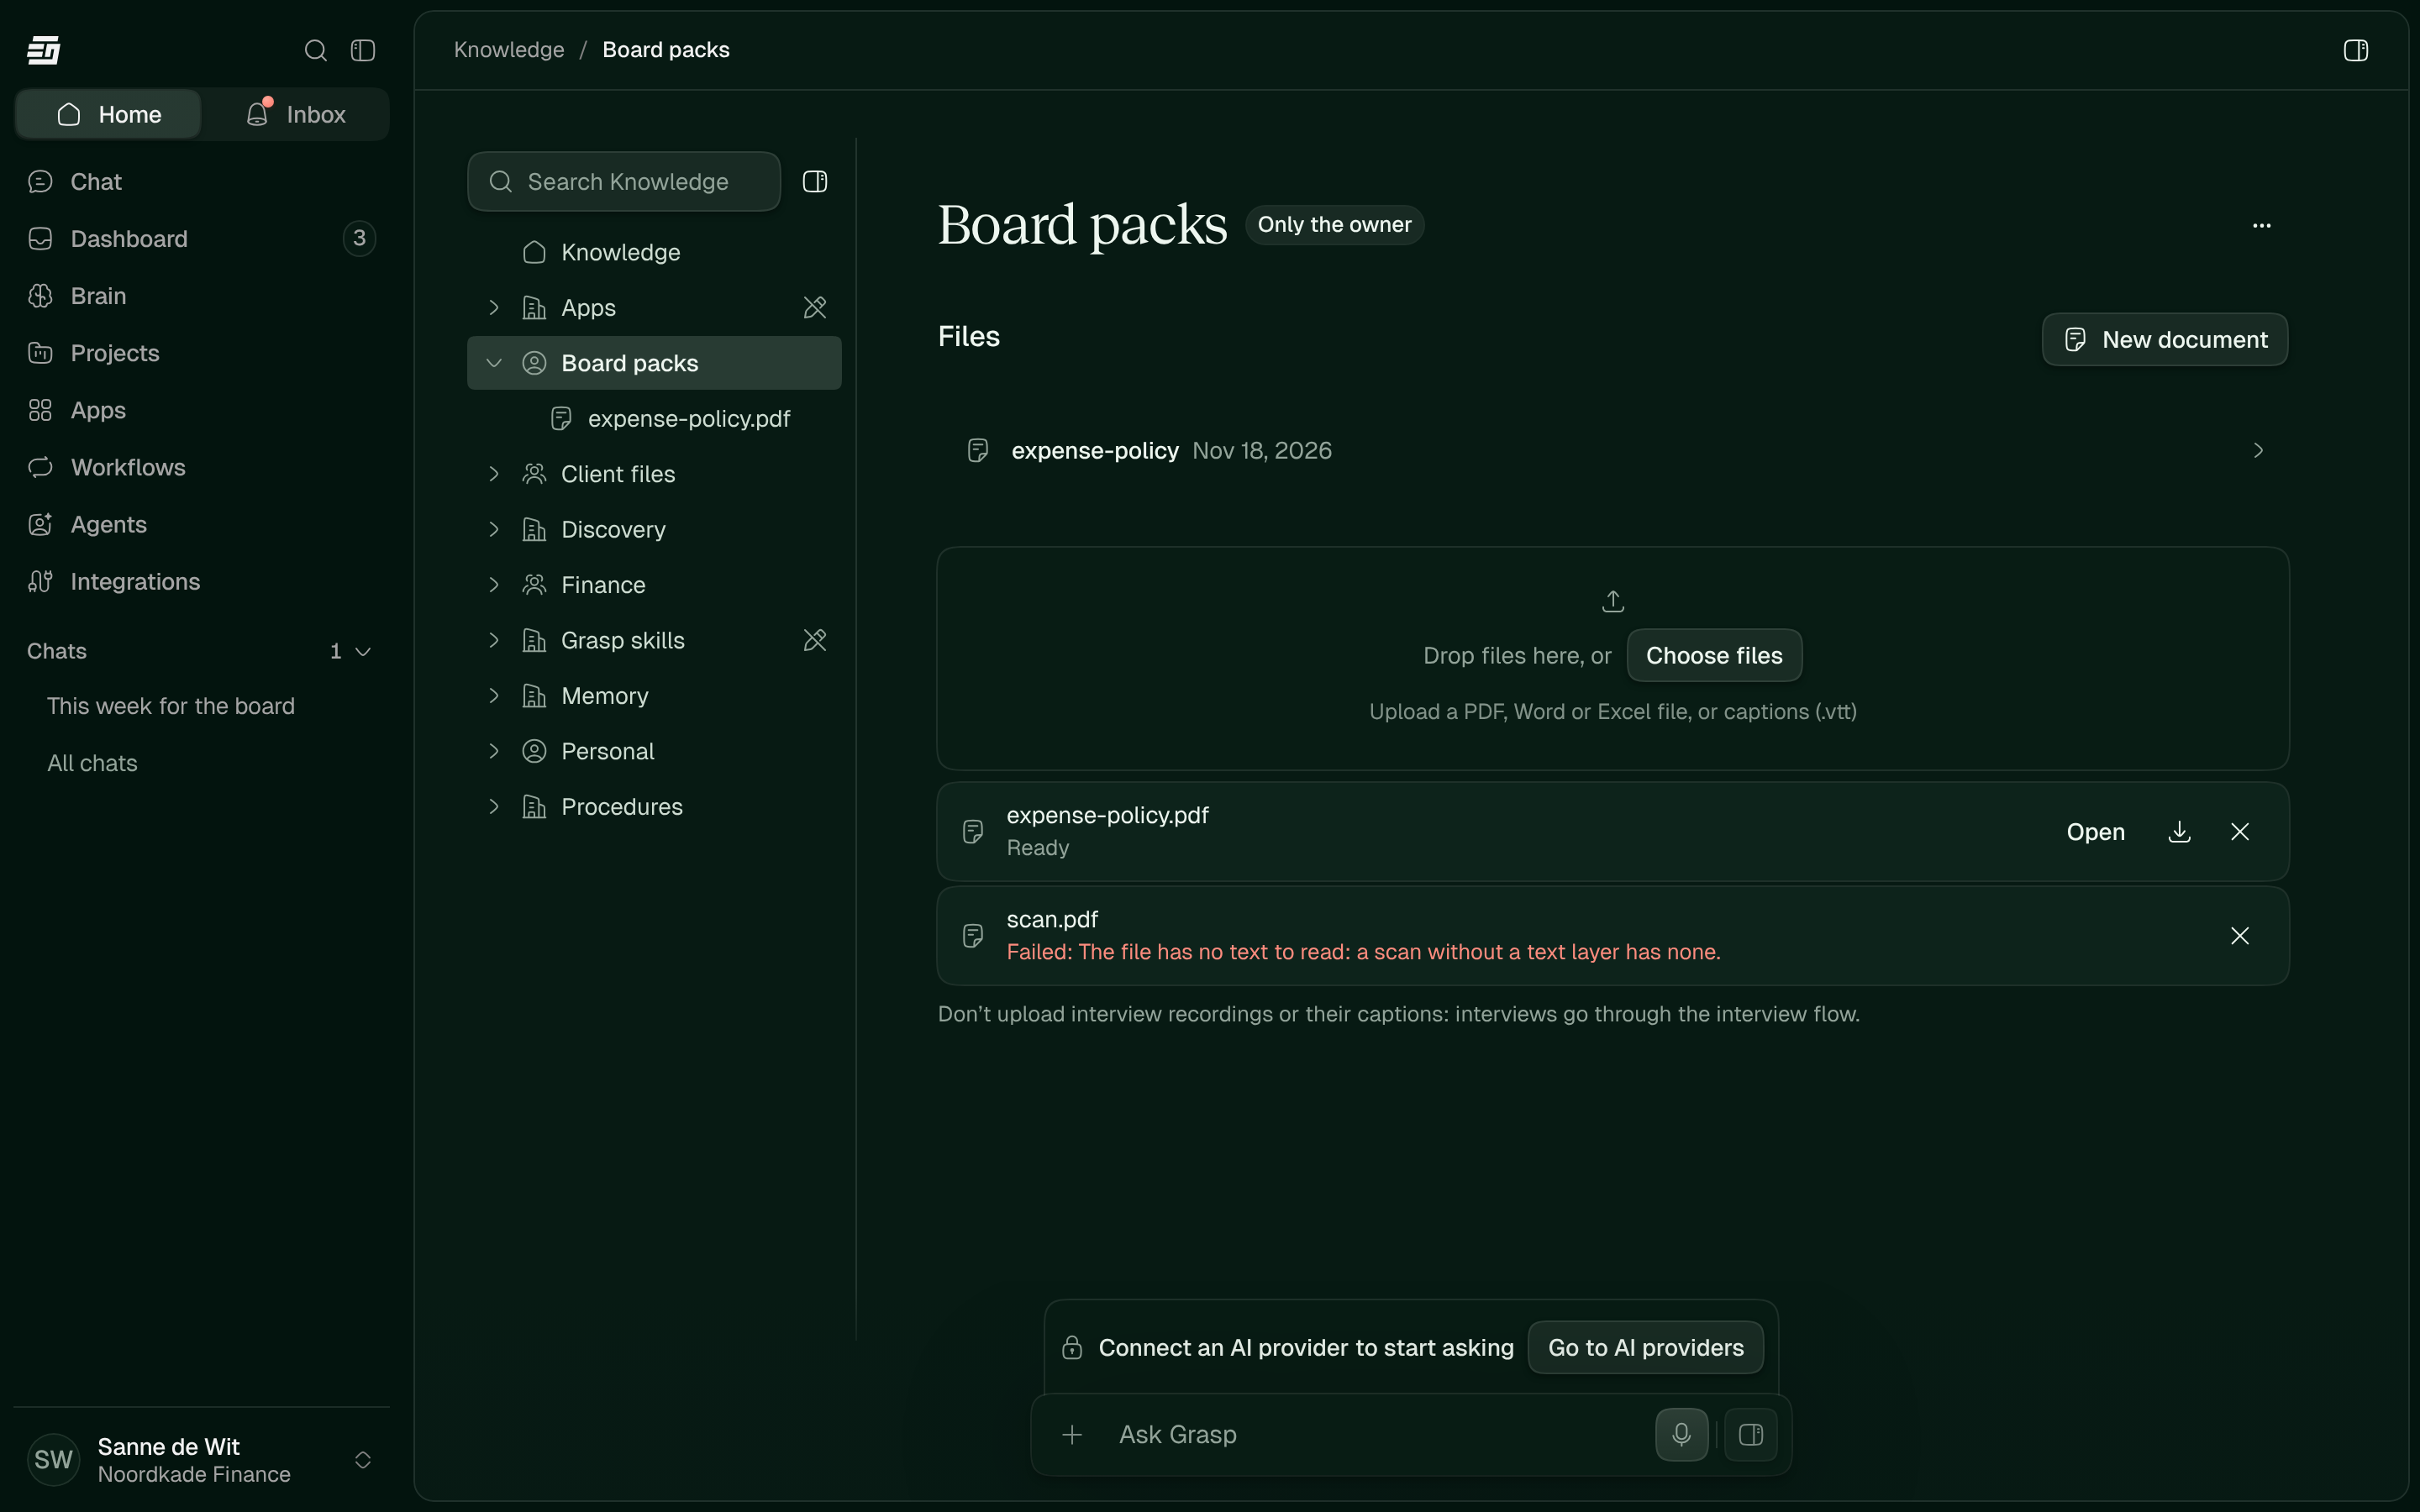 Home
Inbox
Chat
Dashboard 3
Brain
Projects
Apps
Workflows
Agents
Integrations
Chats 1
This week for the board
All chats
SW
Sanne de Wit
Noordkade Finance
Knowledge / Board packs
Search Knowledge
Knowledge
Apps
Board packs
expense-policy.pdf
Client files
Discovery
Finance
Grasp skills
Memory
Personal
Procedures
Board packs Only the owner
Files
New document
expense-policy Nov 18, 2026
Drop files here, or Choose files
Upload a PDF, Word or Excel file, or captions (.vtt)
expense-policy.pdf
Ready
Open
scan.pdf
Failed: The file has no text to read: a scan without a text layer has none.
Don’t upload interview recordings or their captions: interviews go through the interview flow.
Connect an AI provider to start asking Go to AI providers
Ask Grasp